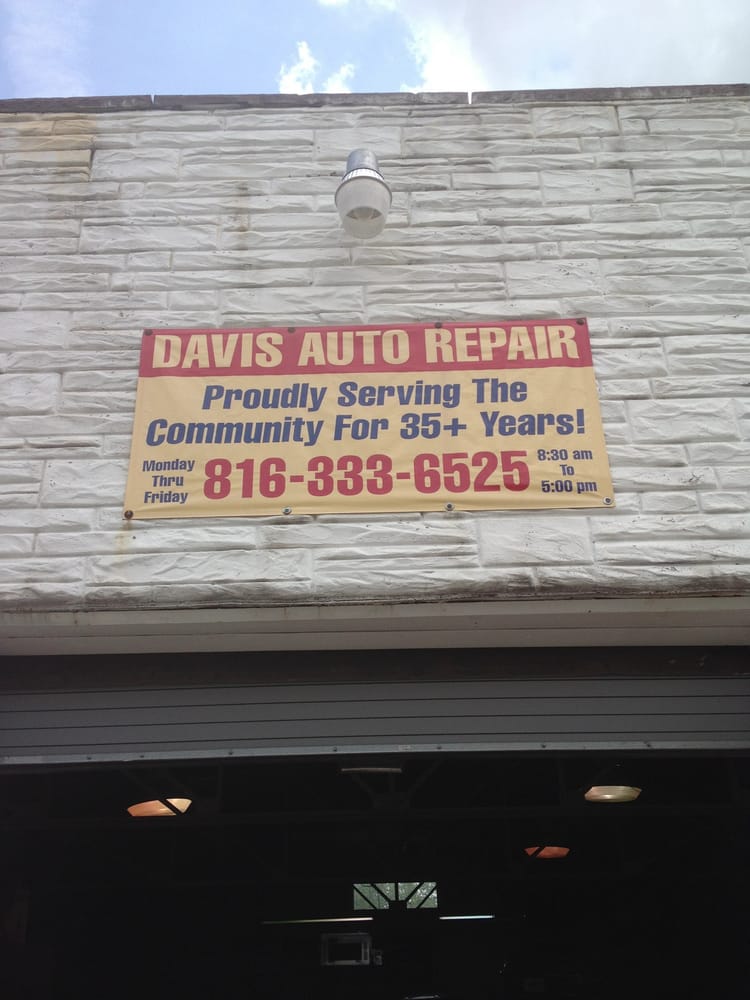 DAVIS AUTO REPAIR
Proudly Serving The
Community For 35+ Years!
Monday
Thru
Friday
816-333-6525
8:30 am
To
5:00 pm